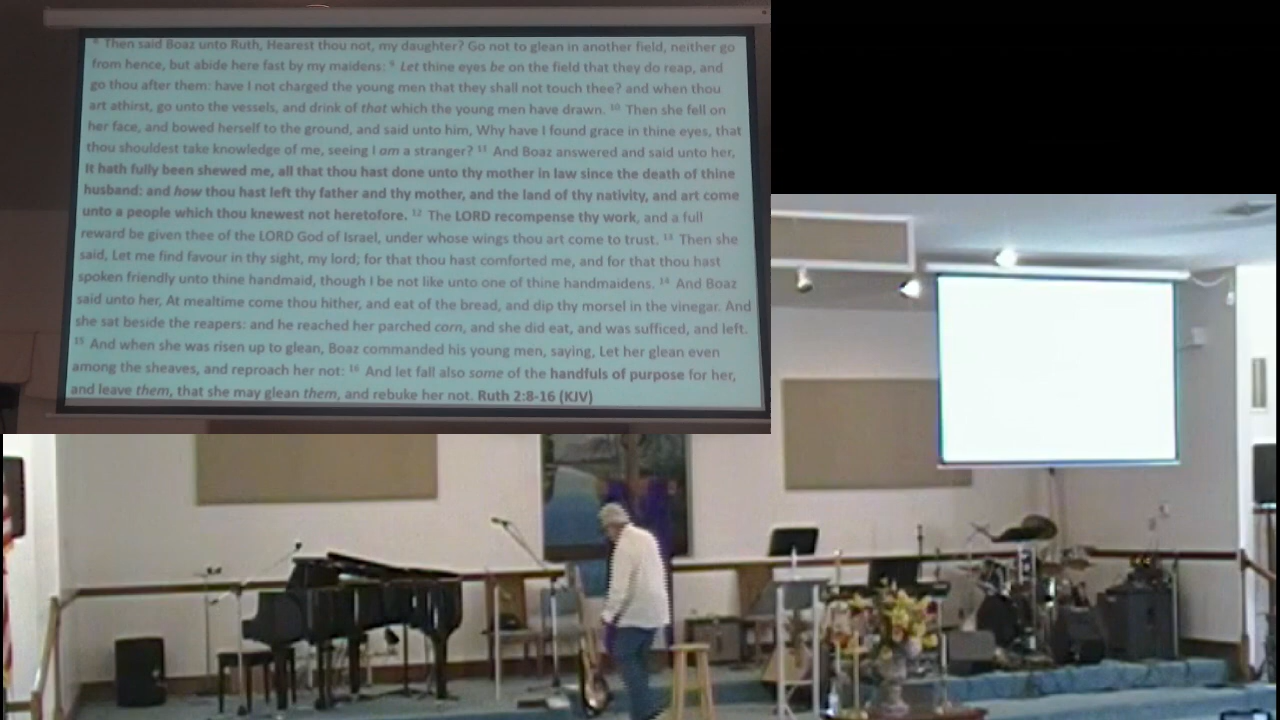 8 Then said Boaz unto Ruth, Hearest thou not, my daughter? Go not to glean in another field, neither go
from hence, but abide here fast by my maidens: 9 Let thine eyes be on the field that they do reap, and
go thou after them: have I not charged the young men that they shall not touch thee? and when thou
art athirst, go unto the vessels, and drink of that which the young men have drawn. 10 Then she fell on
her face, and bowed herself to the ground, and said unto him, Why have I found grace in thine eyes, that
thou shouldest take knowledge of me, seeing I am a stranger? 11 And Boaz answered and said unto her,
It hath fully been shewed me, all that thou hast done unto thy mother in law since the death of thine
husband: and how thou hast left thy father and thy mother, and the land of thy nativity, and art come
unto a people which thou knewest not heretofore. 12 The LORD recompense thy work, and a full
reward be given thee of the LORD God of Israel, under whose wings thou art come to trust. 13 Then she
said, Let me find favour in thy sight, my lord; for that thou hast comforted me, and for that thou hast
spoken friendly unto thine handmaid, though I be not like unto one of thine handmaidens. 14 And Boaz
said unto her, At mealtime come thou hither, and eat of the bread, and dip thy morsel in the vinegar. And
she sat beside the reapers: and he reached her parched corn, and she did eat, and was sufficed, and left.
15 And when she was risen up to glean, Boaz commanded his young men, saying, Let her glean even
among the sheaves, and reproach her not: 16 And let fall also some of the handfuls of purpose for her,
and leave them, that she may glean them, and rebuke her not. Ruth 2:8-16 (KJV)